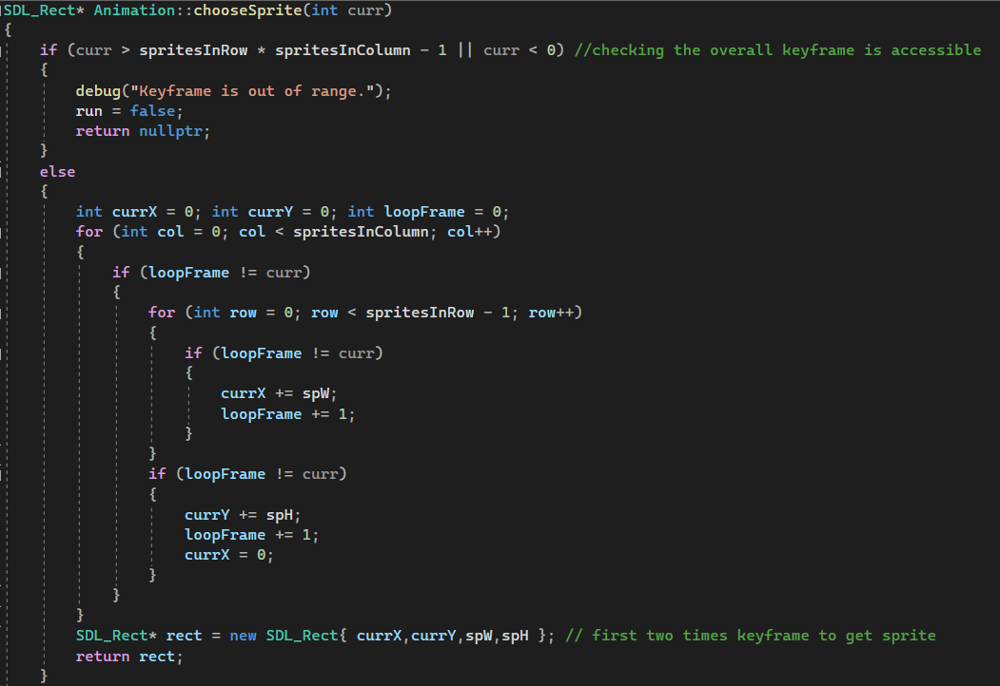 SDL_Rect* Animation::chooseSprite(int curr)
{
if (curr > spritesInRow * spritesInColumn - 1 || curr < 0) //checking the overall keyframe is accessible
{
debug("Keyframe is out of range.");
run = false;
return nullptr;
}
else
{
int currX = 0; int currY = 0; int loopFrame = 0;
for (int col = 0; col < spritesInColumn; col++)
{
if (loopFrame != curr)
{
for (int row = 0; row < spritesInRow - 1; row++)
{
if (loopFrame != curr)
{
currX += spW;
loopFrame += 1;
}
}
if (loopFrame != curr)
{
currY += spH;
loopFrame += 1;
currX = 0;
}
}
}
SDL_Rect* rect = new SDL_Rect{ currX,currY,spW,spH }; // first two times keyframe to get sprite
return rect;
}